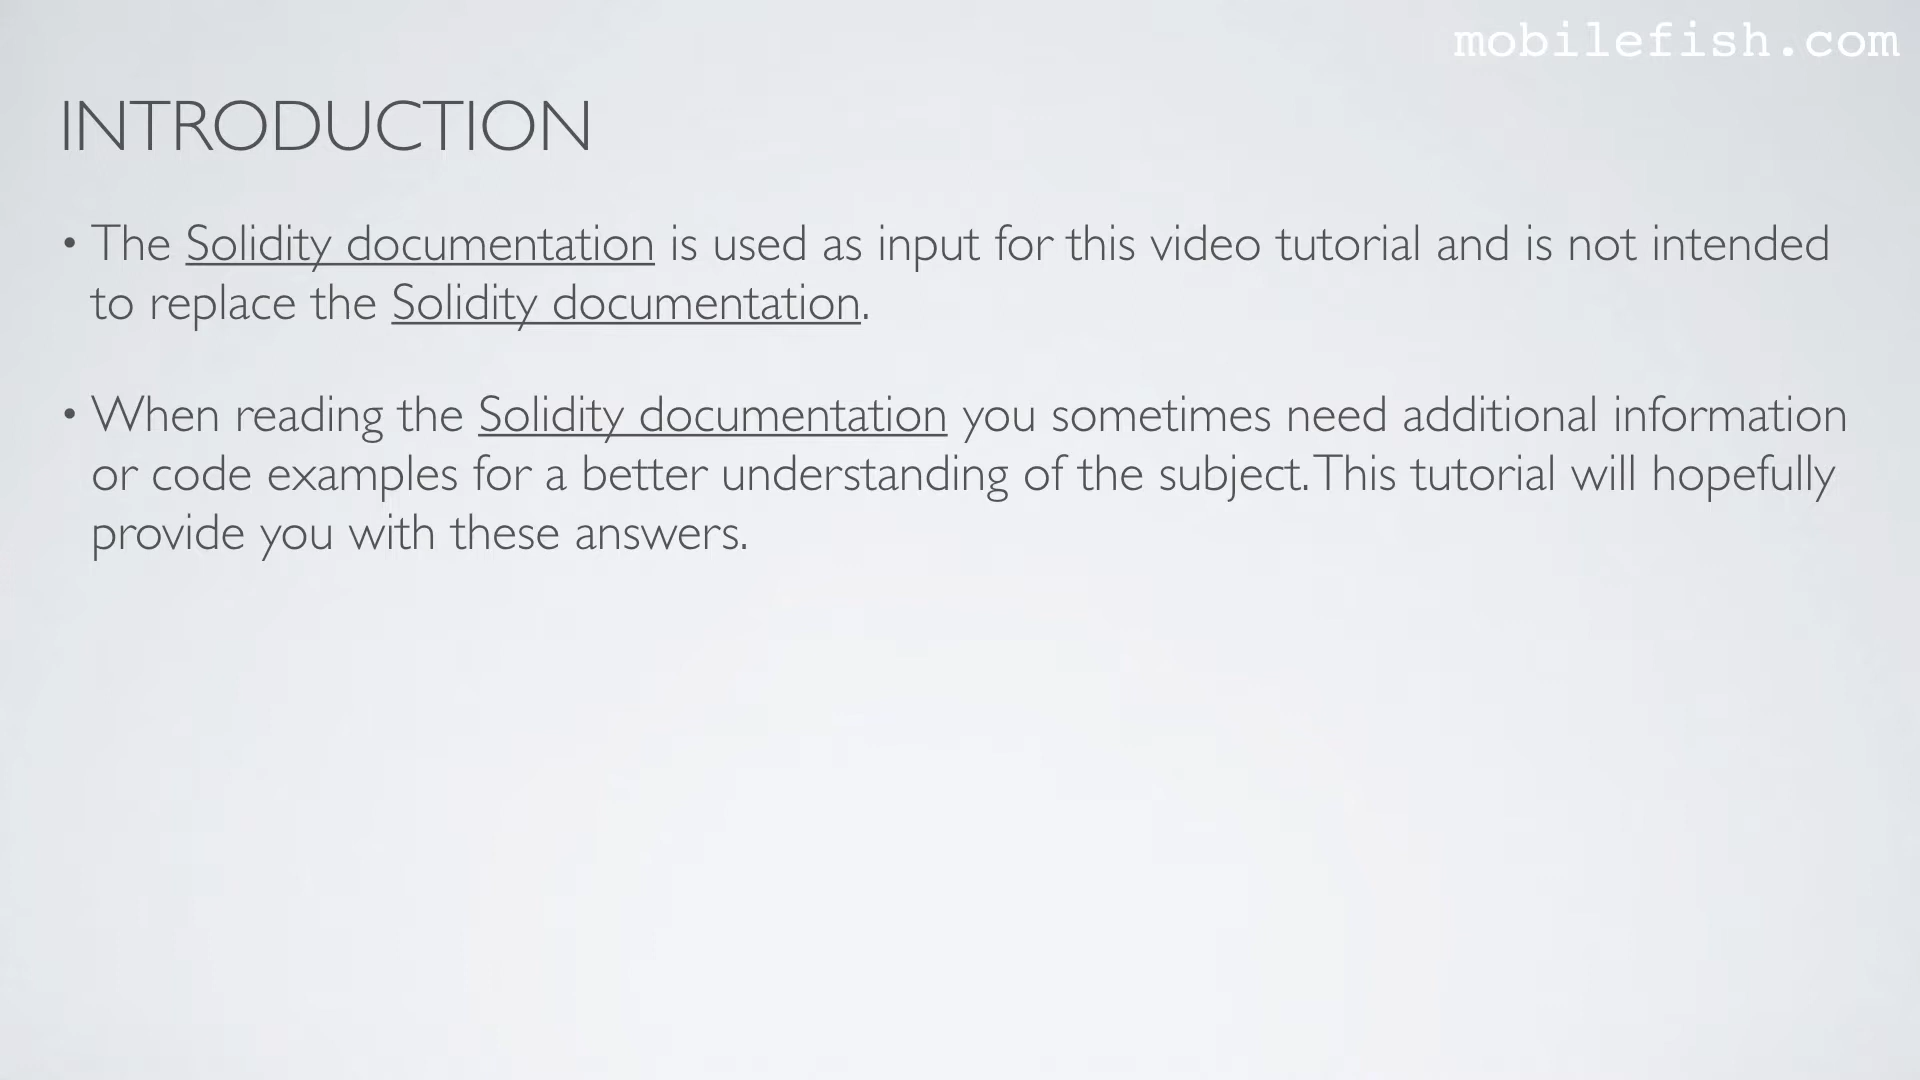 mobilefish.com
INTRODUCTION
• The Solidity documentation is used as input for this video tutorial and is not intended
to replace the Solidity documentation.
• When reading the Solidity documentation you sometimes need additional information
or code examples for a better understanding of the subject. This tutorial will hopefully
provide you with these answers.